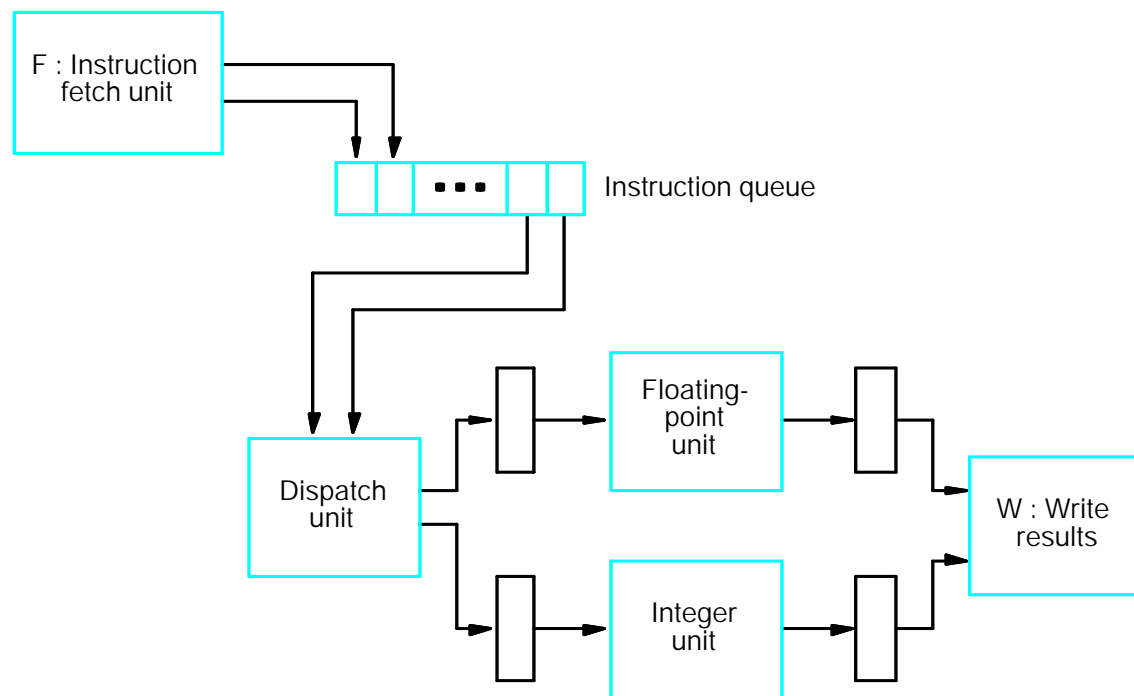 F : Instruction
fetch unit
Instruction queue
Floating-
point
unit
Dispatch
unit
W : Write
results
Integer
unit